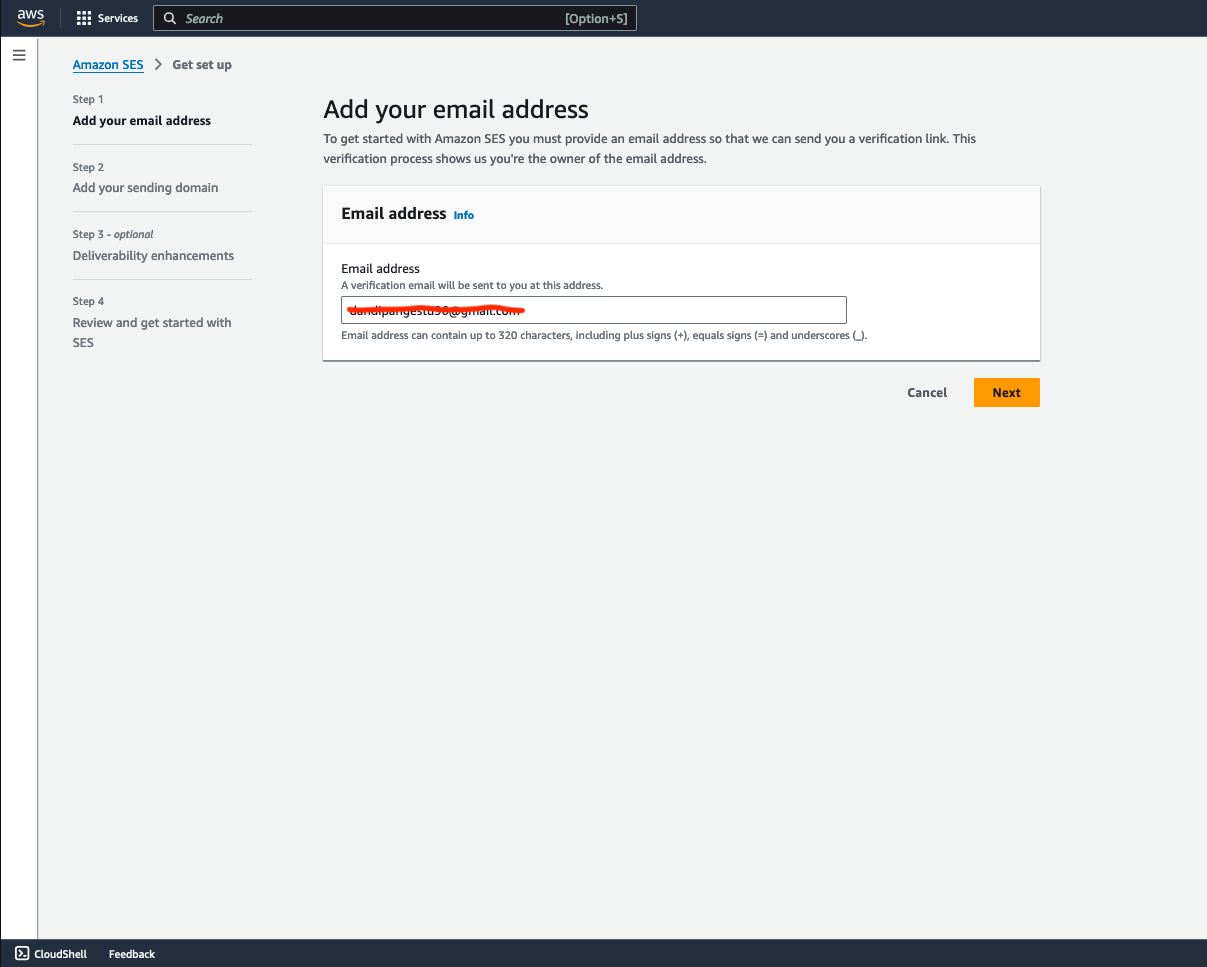 aws
Services
Search
[Option+S]
Amazon SES > Get set up
Step 1
Add your email address
Step 2
Add your sending domain
Step 3 - optional
Deliverability enhancements
Step 4
Review and get started with
SES
Add your email address
To get started with Amazon SES you must provide an email address so that we can send you a verification link. This
verification process shows us you're the owner of the email address.
Email address Info
Email address
A verification email will be sent to you at this address.
Email address can contain up to 320 characters, including plus signs (+), equals signs (=) and underscores (_).
Cancel
Next
CloudShell
Feedback